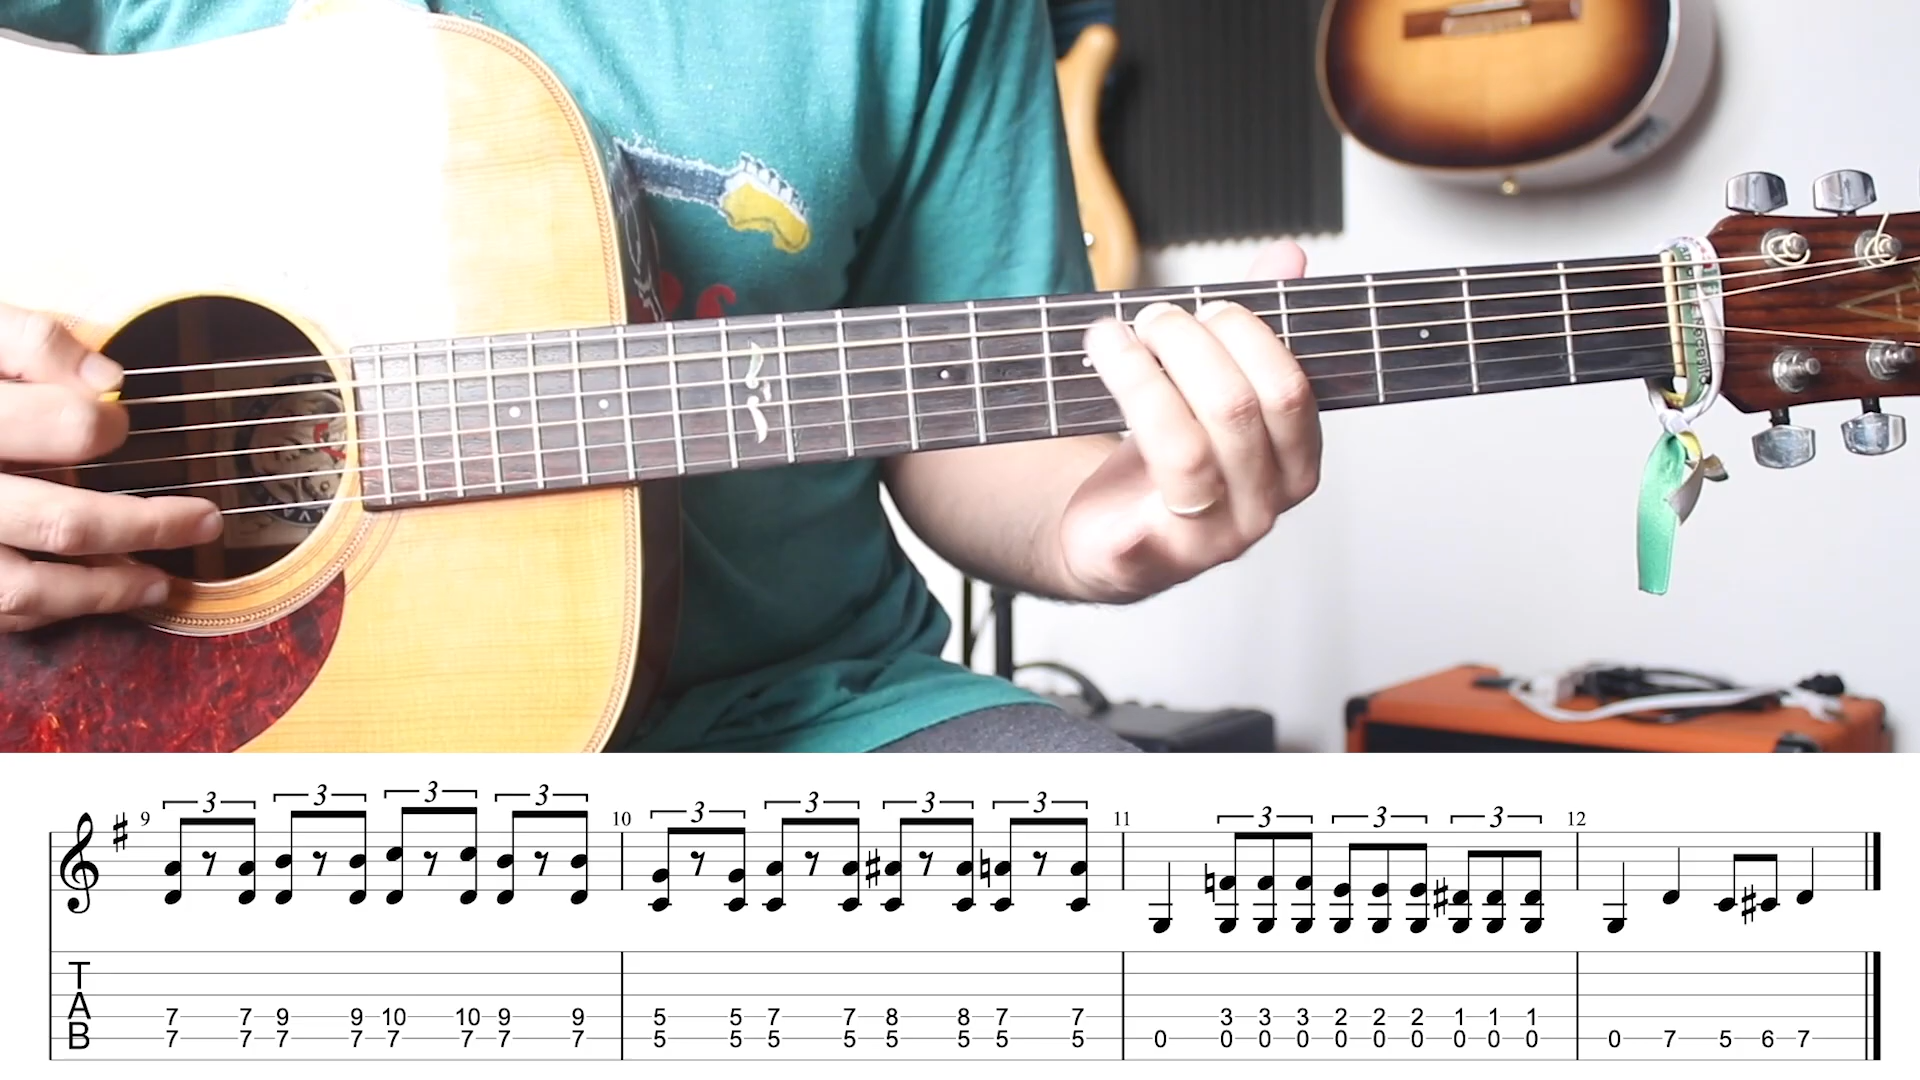 3 3 3 3 3 3 3 3 3 3 3
9 10 11 12
T
A 7 7 9 9 10 10 9 9 5 5 7 7 8 8 7 7 3 3 3 2 2 2 1 1 1
B 7 7 7 7 7 7 7 7 5 5 5 5 5 5 5 5 0 0 0 0 0 0 0 0 0 0 0 7 5 6 7